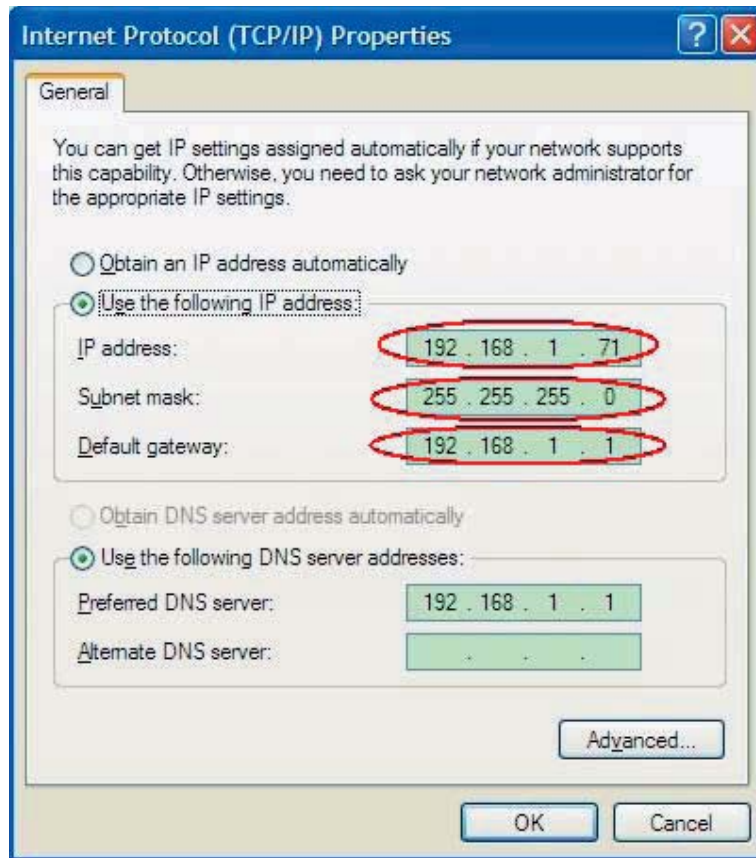 Internet Protocol (TCP/IP) Properties
General
You can get IP settings assigned automatically if your network supports
this capability. Otherwise, you need to ask your network administrator for
the appropriate IP settings.
Obtain an IP address automatically
Use the following IP address:
IP address: 192 . 168 . 1 . 71
Subnet mask: 255 . 255 . 255 . 0
Default gateway: 192 . 168 . 1 . 1
Obtain DNS server address automatically
Use the following DNS server addresses:
Preferred DNS server: 192 . 168 . 1 . 1
Alternate DNS server: . . .
Advanced...
OK Cancel